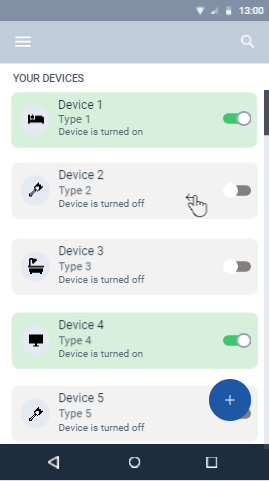 13:00
YOUR DEVICES
Device 1
Type 1
Device is turned on
Device 2
Type 2
Device is turned off
Device 3
Type 3
Device is turned off
Device 4
Type 4
Device is turned on
Device 5
Type 5
Device is turned off